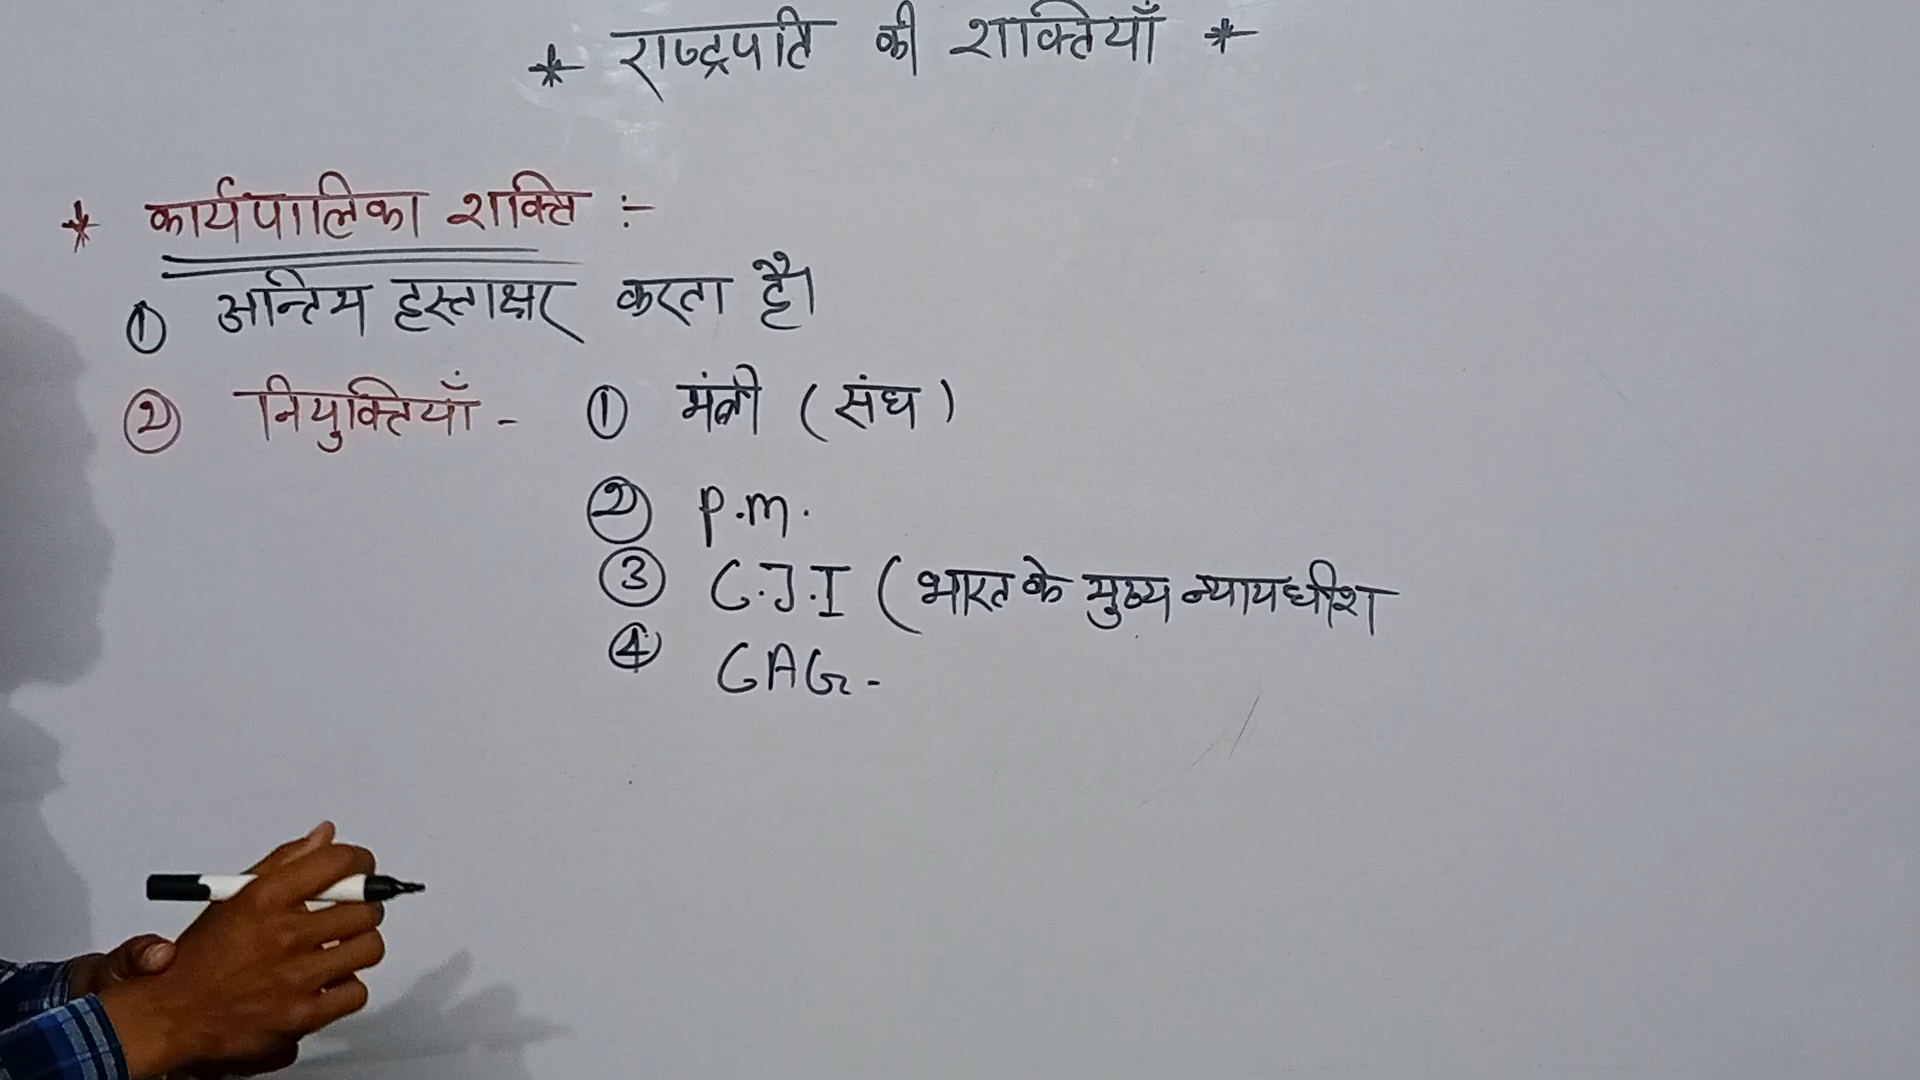 * राष्ट्रपति की शक्तियाँ *
* कार्यपालिका शक्ति :-
① अन्तिम हस्ताक्षर करता है।
② नियुक्तियाँ - ① मंत्री (संघ)
② P.M.
③ C.J.I (भारत के मुख्य न्यायधीश
④ CAG -